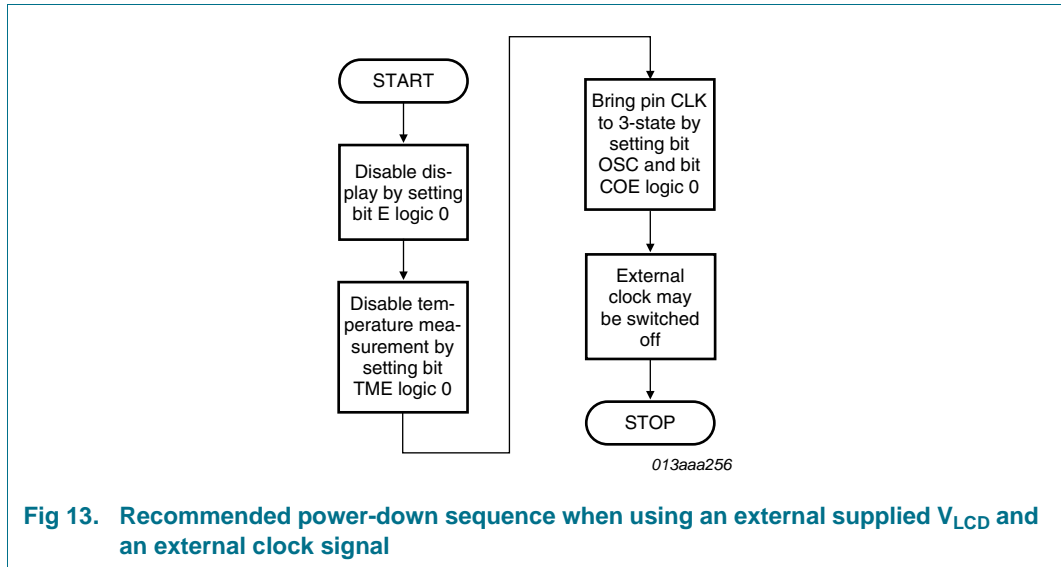 START
Disable dis-
play by setting
bit E logic 0
Disable tem-
perature mea-
surement by
setting bit
TME logic 0
Bring pin CLK
to 3-state by
setting bit
OSC and bit
COE logic 0
External
clock may
be switched
off
STOP
013aaa256
Fig 13. Recommended power-down sequence when using an external supplied VLCD and
an external clock signal